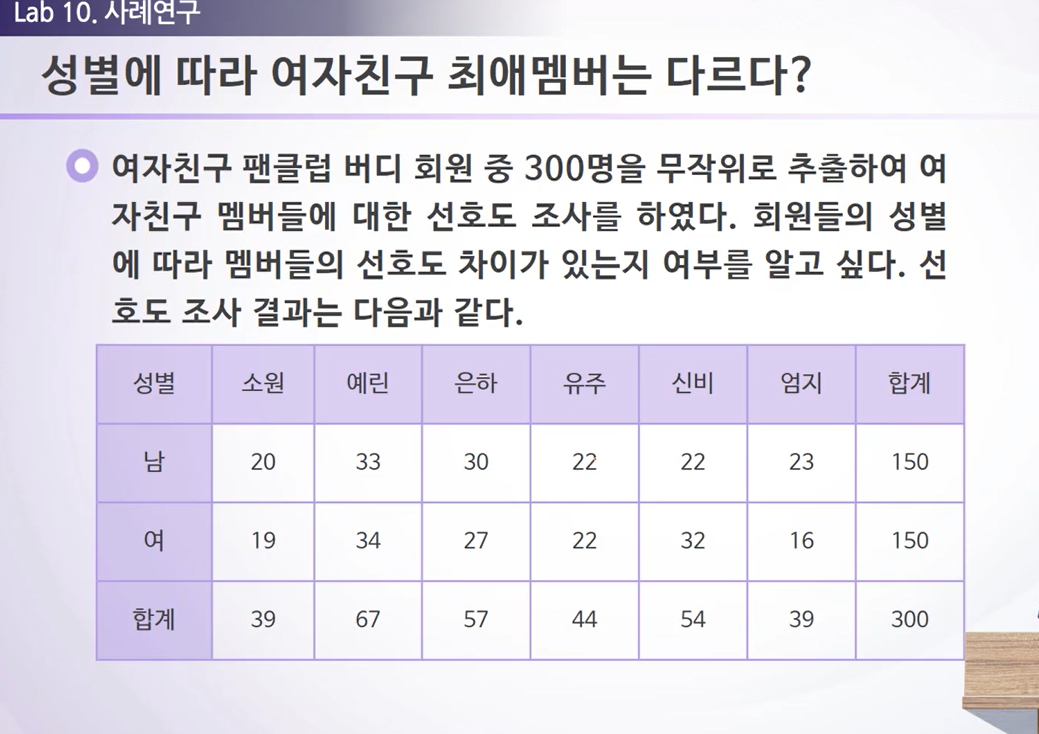 Lab 10. 사례연구
성별에 따라 여자친구 최애멤버는 다르다?
여자친구 팬클럽 버디 회원 중 300명을 무작위로 추출하여 여
자친구 멤버들에 대한 선호도 조사를 하였다. 회원들의 성별
에 따라 멤버들의 선호도 차이가 있는지 여부를 알고 싶다. 선
호도 조사 결과는 다음과 같다.
성별 소원 예린 은하 유주 신비 엄지 합계
남 20 33 30 22 22 23 150
여 19 34 27 22 32 16 150
합계 39 67 57 44 54 39 300